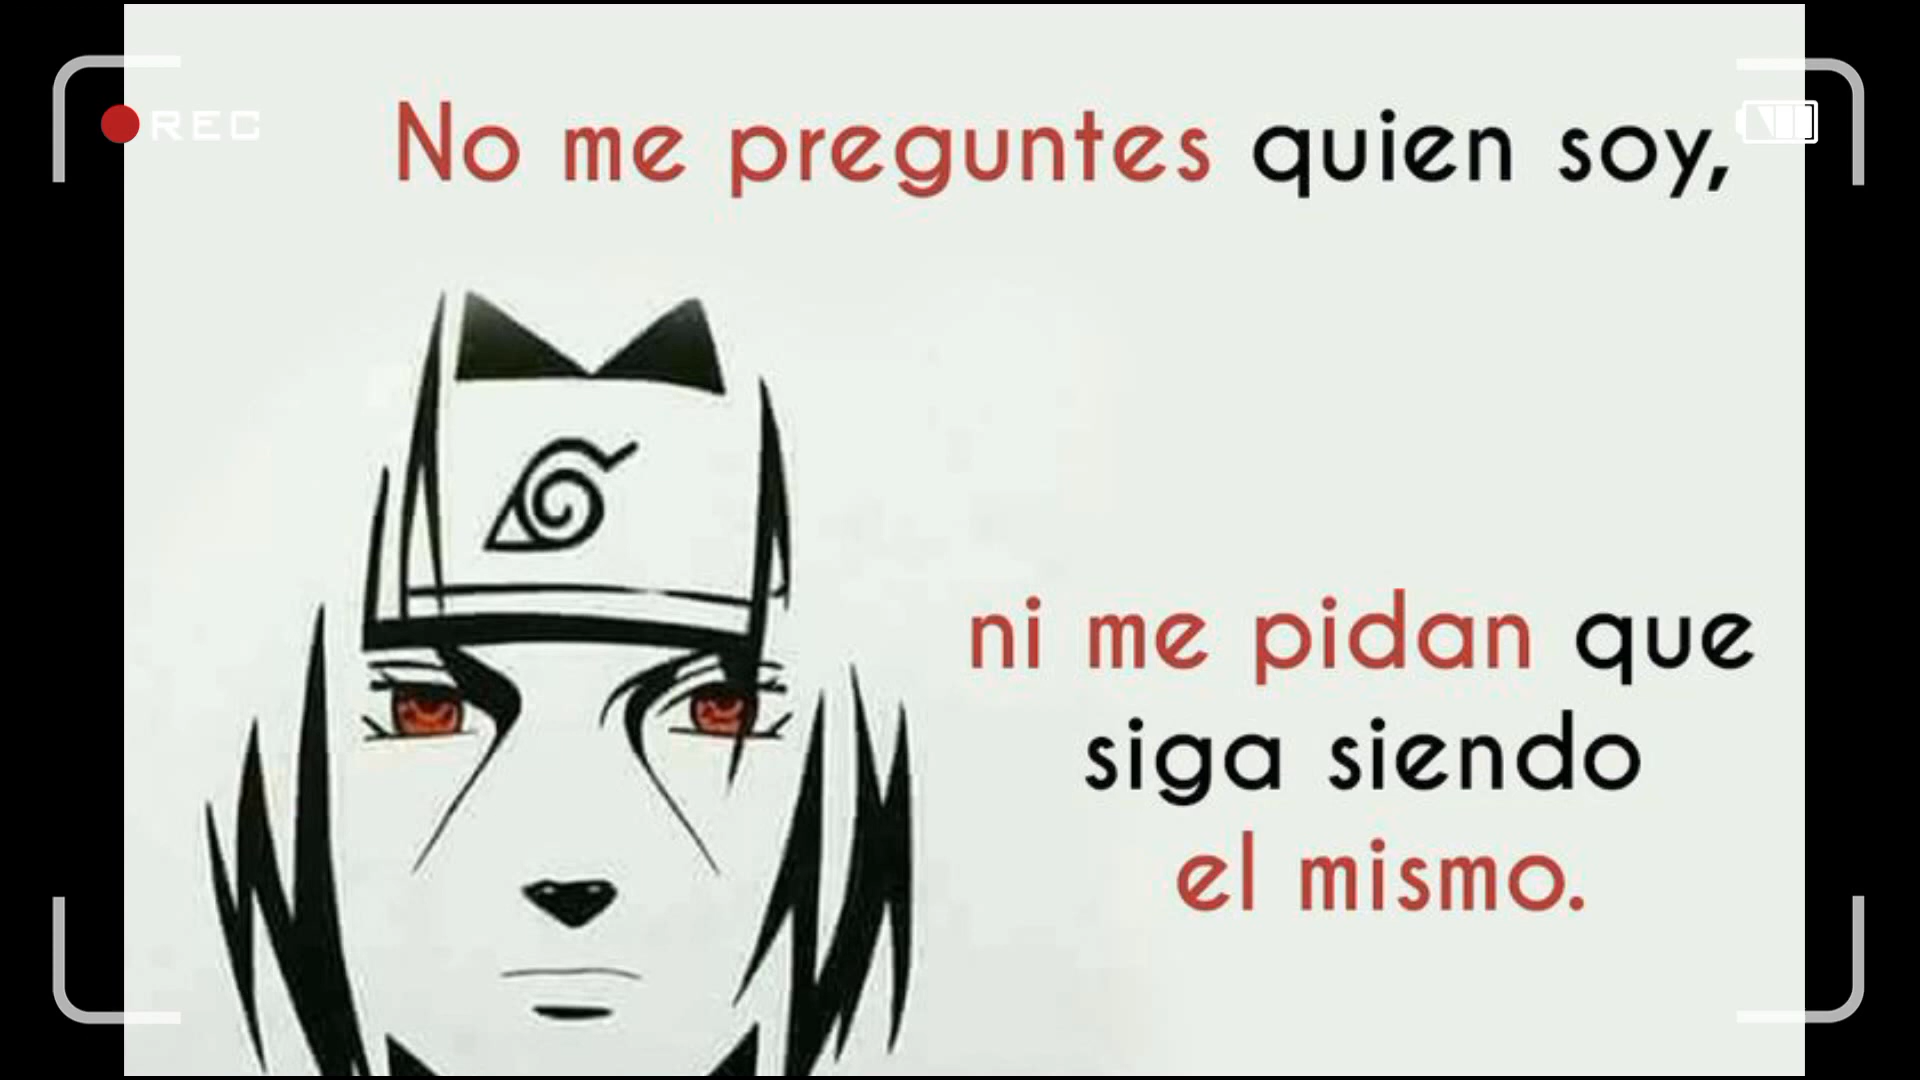 REC
No me preguntes quien soy,
ni me pidan que
siga siendo
el mismo.